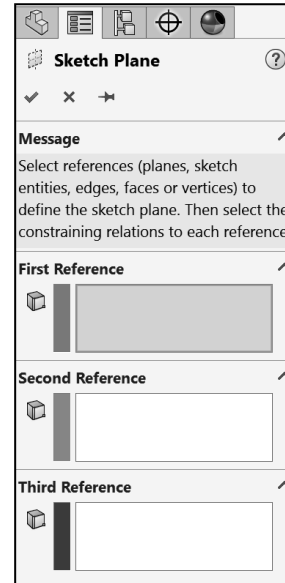 Sketch Plane
?
Message
Select references (planes, sketch
entities, edges, faces or vertices) to
define the sketch plane. Then select the
constraining relations to each reference
First Reference
Second Reference
Third Reference